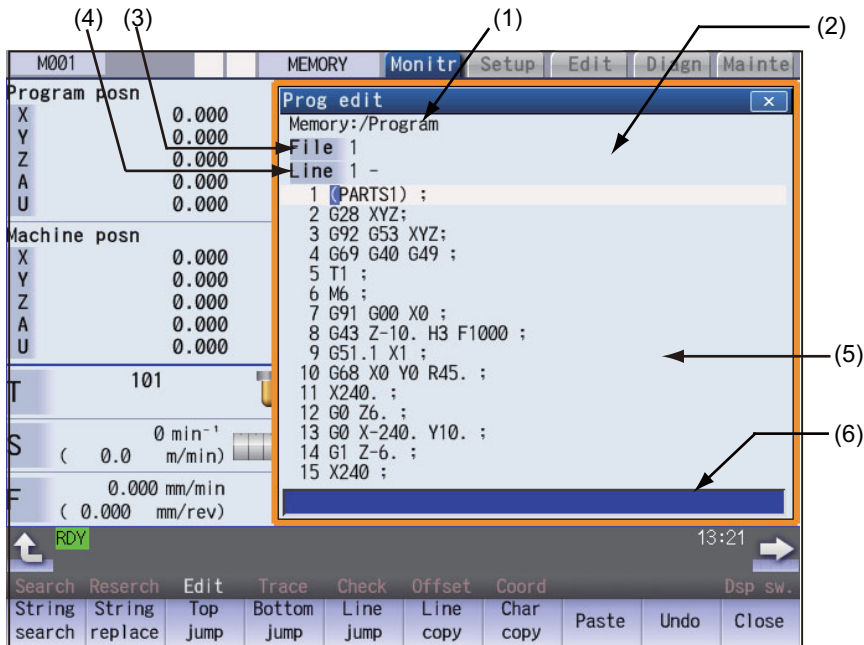 (4) (3) (1) (2)
M001 MEMORY Monitr Setup Edit Diagn Mainte
Program posn
X 0.000
Y 0.000
Z 0.000
A 0.000
U 0.000
Machine posn
X 0.000
Y 0.000
Z 0.000
A 0.000
U 0.000
T 101
S 0 min⁻¹
( 0.0 m/min)
F 0.000 mm/min
( 0.000 mm/rev)
Prog edit ×
Memory:/Program
File 1
Line 1 -
1 (PARTS1) ;
2 G28 XYZ;
3 G92 G53 XYZ;
4 G69 G40 G49 ;
5 T1 ;
6 M6 ;
7 G91 G00 X0 ;
8 G43 Z-10. H3 F1000 ;
9 G51.1 X1 ;
10 G68 X0 Y0 R45. ;
11 X240. ;
12 G0 Z6. ;
13 G0 X-240. Y10. ;
14 G1 Z-6. ;
15 X240 ;
(5)
(6)
RDY 13:21
Search Reserch Edit Trace Check Offset Coord Dsp sw.
String search String replace Top jump Bottom jump Line jump Line copy Char copy Paste Undo Close